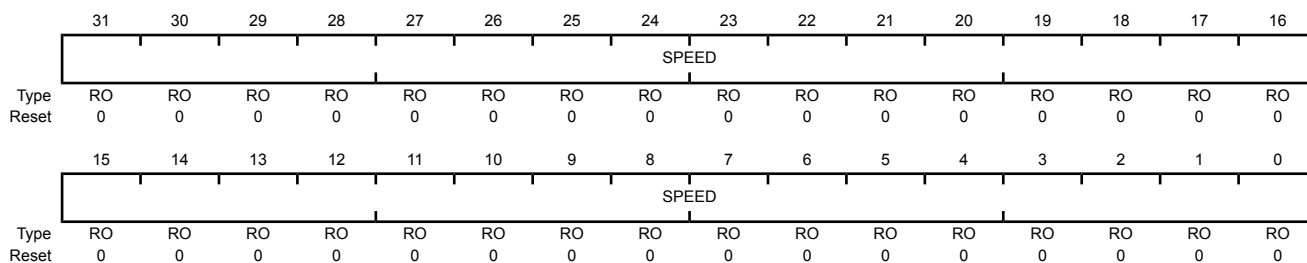 31 30 29 28 27 26 25 24 23 22 21 20 19 18 17 16
SPEED
Type RO RO RO RO RO RO RO RO RO RO RO RO RO RO RO RO
Reset 0 0 0 0 0 0 0 0 0 0 0 0 0 0 0 0
15 14 13 12 11 10 9 8 7 6 5 4 3 2 1 0
SPEED
Type RO RO RO RO RO RO RO RO RO RO RO RO RO RO RO RO
Reset 0 0 0 0 0 0 0 0 0 0 0 0 0 0 0 0